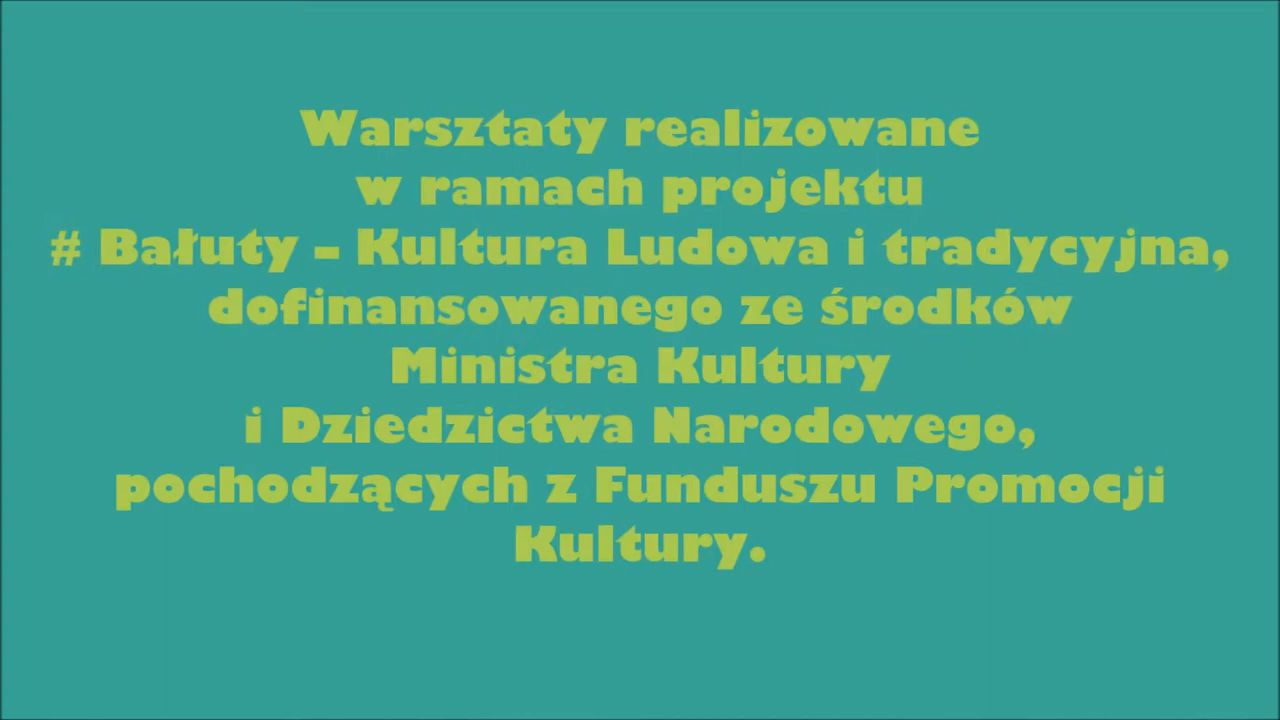 Warsztaty realizowane
w ramach projektu
# Bałuty - Kultura Ludowa i tradycyjna,
dofinansowanego ze środków
Ministra Kultury
i Dziedzictwa Narodowego,
pochodzących z Funduszu Promocji
Kultury.